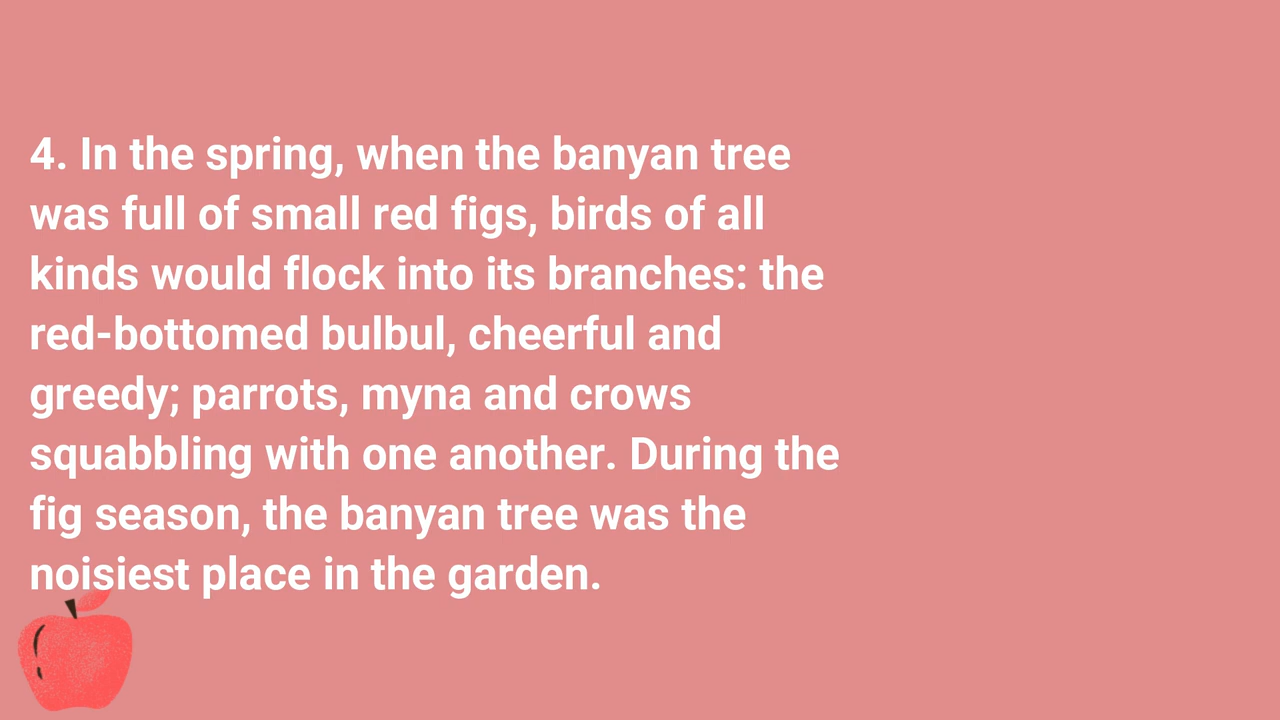 4. In the spring, when the banyan tree
was full of small red figs, birds of all
kinds would flock into its branches: the
red-bottomed bulbul, cheerful and
greedy; parrots, myna and crows
squabbling with one another. During the
fig season, the banyan tree was the
noisiest place in the garden.